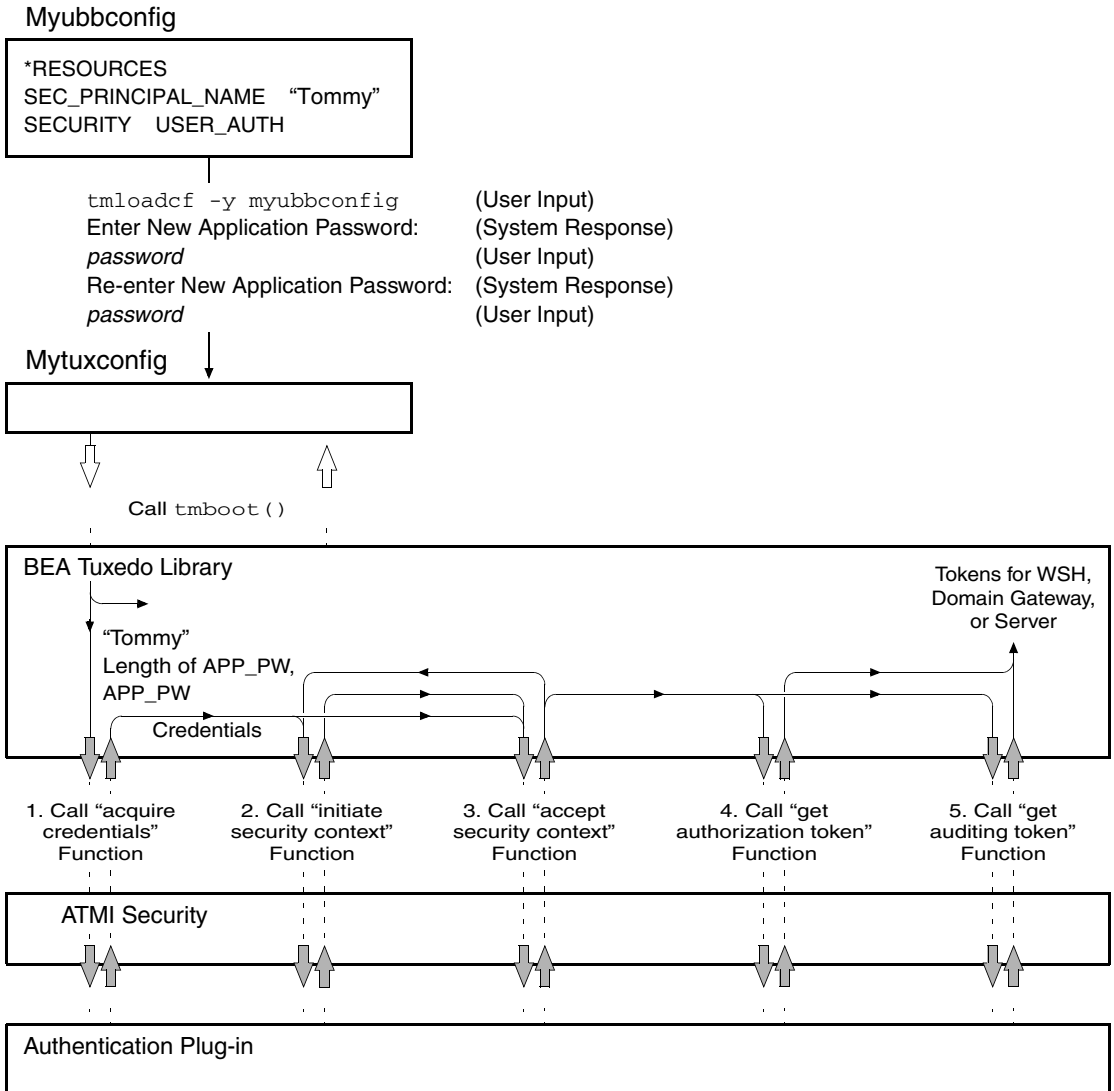 Myubbconfig
*RESOURCES
SEC_PRINCIPAL_NAME “Tommy”
SECURITY USER_AUTH
tmloadcf -y myubbconfig (User Input)
Enter New Application Password: (System Response)
password (User Input)
Re-enter New Application Password: (System Response)
password (User Input)
Mytuxconfig
Call tmboot()
BEA Tuxedo Library
Tokens for WSH,
Domain Gateway,
or Server
“Tommy”
Length of APP_PW,
APP_PW
Credentials
1. Call “acquire
credentials”
Function
2. Call “initiate
security context”
Function
3. Call “accept
security context”
Function
4. Call “get
authorization token”
Function
5. Call “get
auditing token”
Function
ATMI Security
Authentication Plug-in